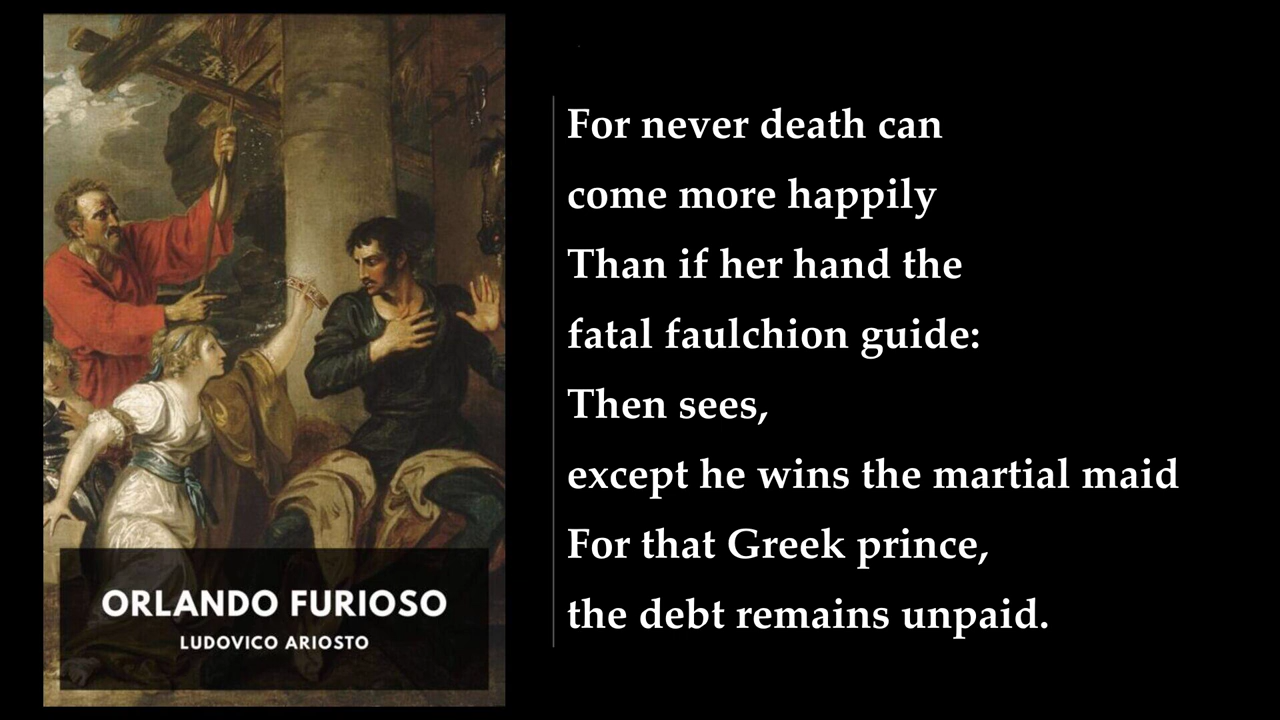 For never death can
come more happily
Than if her hand the
fatal faulchion guide:
Then sees,
except he wins the martial maid
For that Greek prince,
the debt remains unpaid.
ORLANDO FURIOSO
LUDOVICO ARIOSTO